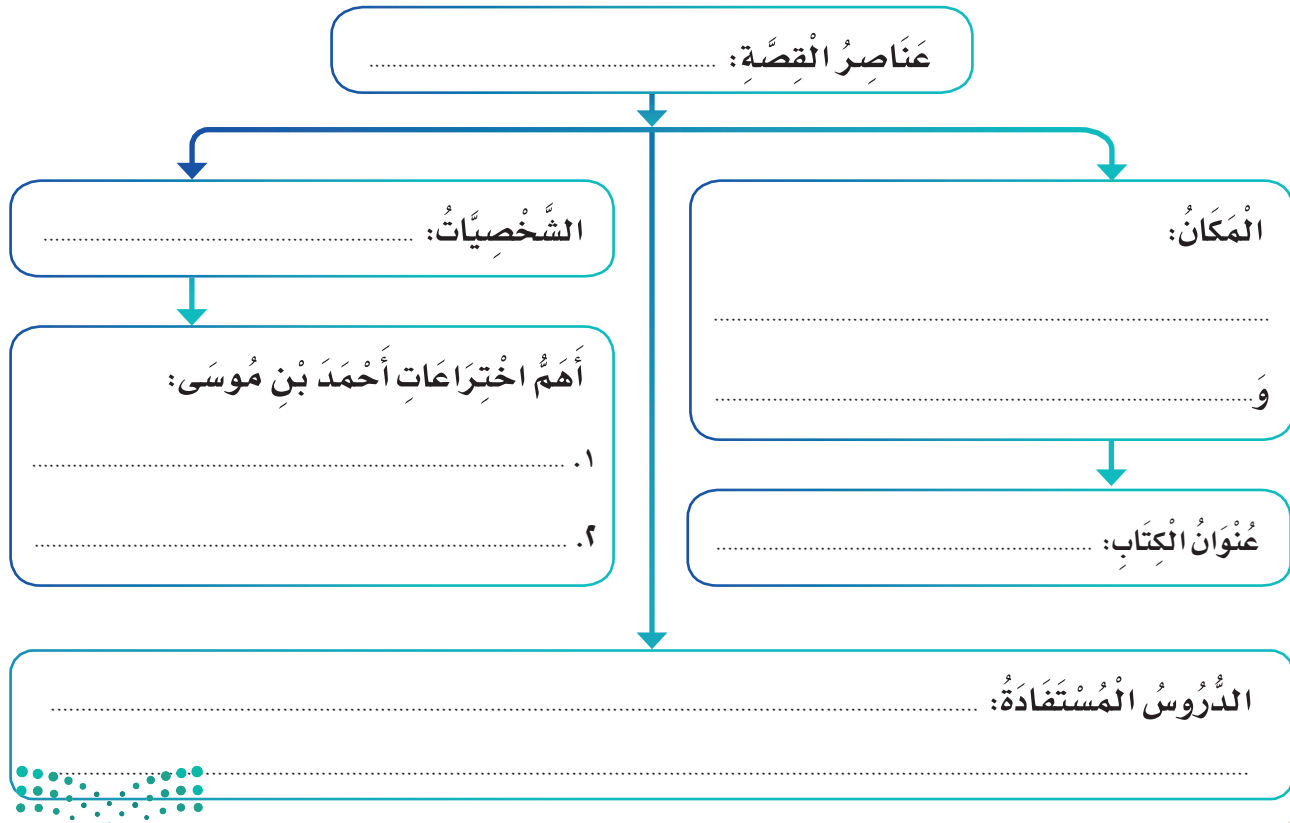 عَنَاصِرُ الْقِصَّةِ: ......................................................
الْمَكَانُ:
......................................................
وَ......................................................
الشَّخْصِيَّاتُ: ......................................................
أَهَمُّ اخْتِرَاعَاتِ أَحْمَدَ بْنِ مُوسَى:
١. ......................................................
٢. ......................................................
عُنْوَانُ الْكِتَابِ: ......................................................
الدُّرُوسُ الْمُسْتَفَادَةُ: ......................................................
......................................................